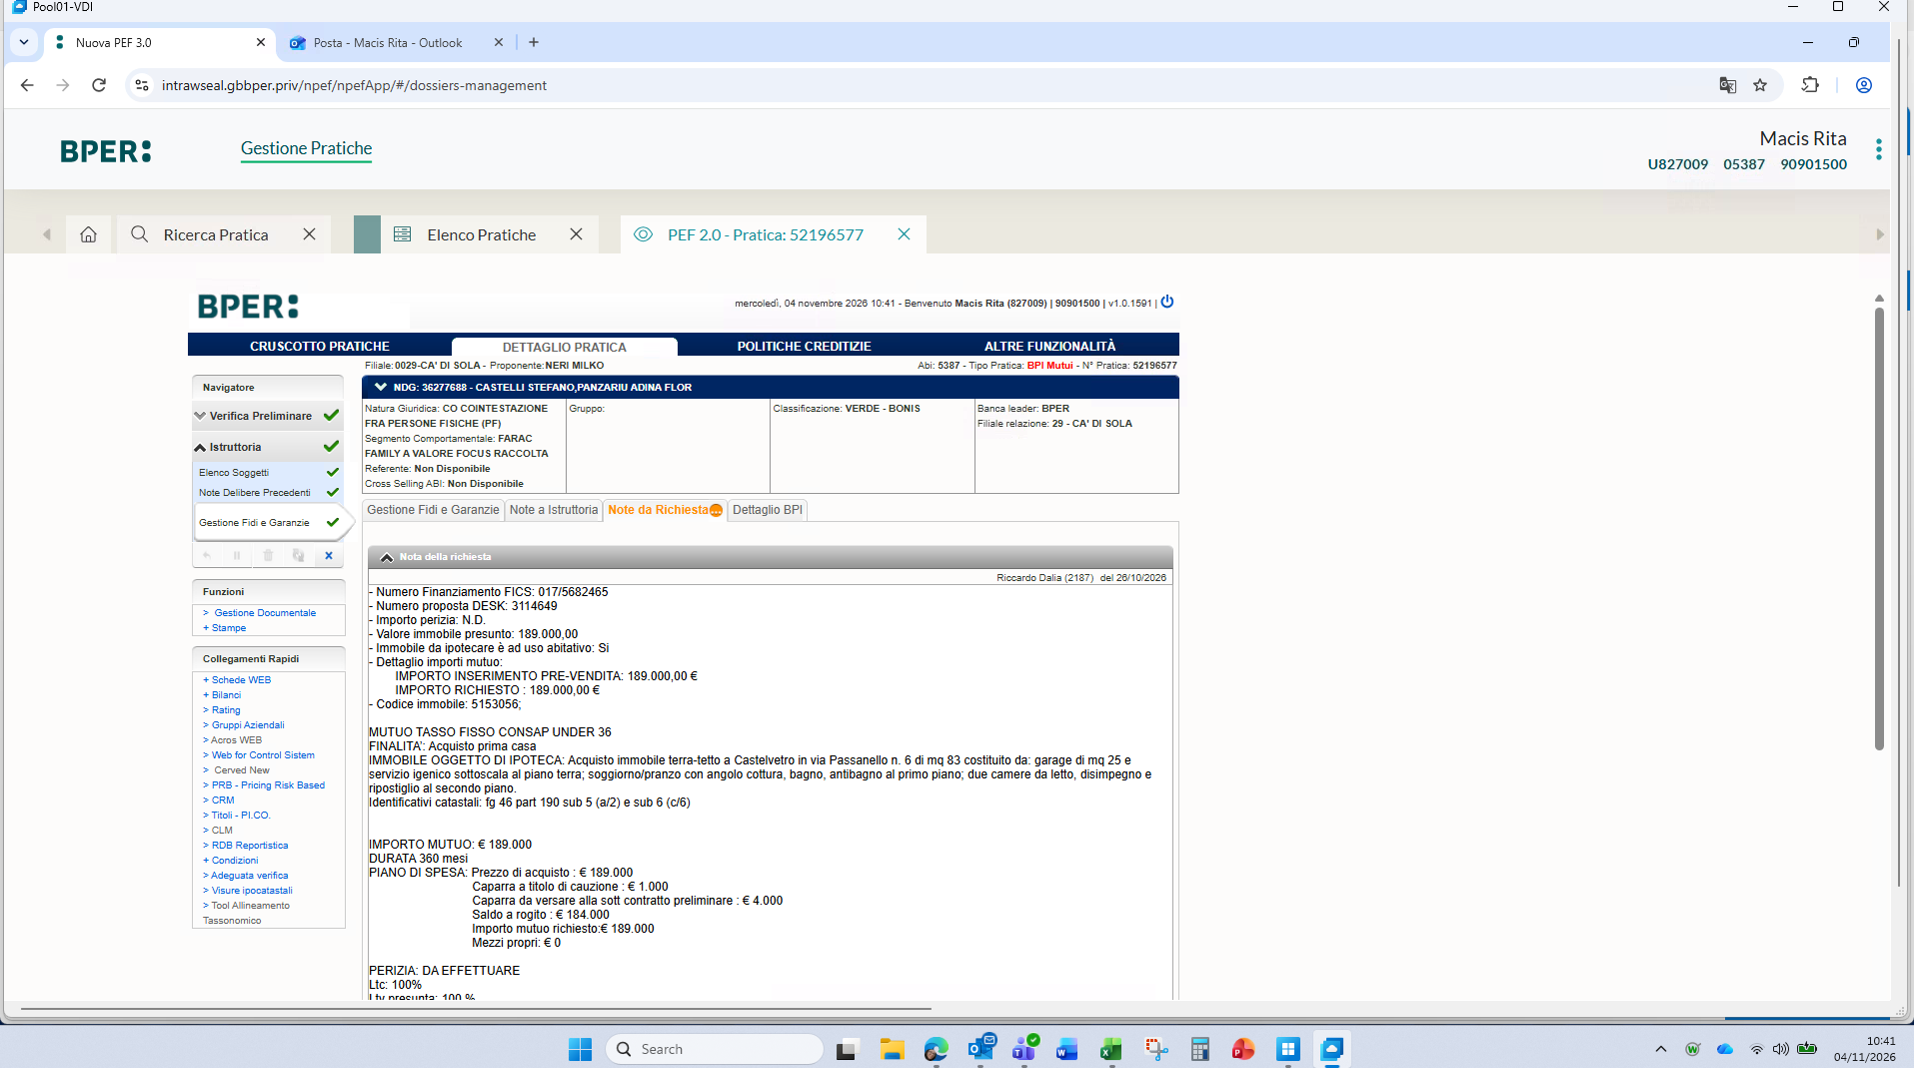 Pool01-VDI
Nuova PEF 3.0
Posta - Macis Rita - Outlook
intrawseal.gbbper.priv/npef/npefApp/#/dossiers-management
BPER:
Gestione Pratiche
Macis Rita
U827009 05387 90901500
Ricerca Pratica
Elenco Pratiche
PEF 2.0 - Pratica: 52196577
BPER:
mercoledì, 04 novembre 2026 10:41 - Benvenuto Macis Rita (827009) | 90901500 | v1.0.1591 |
CRUSCOTTO PRATICHE
DETTAGLIO PRATICA
POLITICHE CREDITIZIE
ALTRE FUNZIONALITÀ
Filiale: 0029-CA' DI SOLA - Proponente:NERI MILKO
Abi: 5387 - Tipo Pratica: BPI Mutui - N° Pratica: 52196577
Navigatore
Verifica Preliminare
Istruttoria
Elenco Soggetti
Note Delibere Precedenti
Gestione Fidi e Garanzie
Funzioni
> Gestione Documentale
+ Stampe
Collegamenti Rapidi
+ Schede WEB
+ Bilanci
> Rating
> Gruppi Aziendali
> Acros WEB
> Web for Control Sistem
> Cerved New
> PRB - Pricing Risk Based
> CRM
> Titoli - PI.CO.
> CLM
> RDB Reportistica
+ Condizioni
> Adeguata verifica
> Visure ipocatastali
> Tool Allineamento
Tassonomico
NDG: 36277688 - CASTELLI STEFANO,PANZARIU ADINA FLOR
Natura Giuridica: CO COINTESTAZIONE
FRA PERSONE FISICHE (PF)
Segmento Comportamentale: FARAC
FAMILY A VALORE FOCUS RACCOLTA
Referente: Non Disponibile
Cross Selling ABI: Non Disponibile
Gruppo:
Classificazione: VERDE - BONIS
Banca leader: BPER
Filiale relazione: 29 - CA' DI SOLA
Gestione Fidi e Garanzie
Note a Istruttoria
Note da Richiesta
Dettaglio BPI
Nota della richiesta
Riccardo Dalia (2187) del 26/10/2026
- Numero Finanziamento FICS: 017/5682465
- Numero proposta DESK: 3114649
- Importo perizia: N.D.
- Valore immobile presunto: 189.000,00
- Immobile da ipotecare è ad uso abitativo: Si
- Dettaglio importi mutuo:
IMPORTO INSERIMENTO PRE-VENDITA: 189.000,00 €
IMPORTO RICHIESTO : 189.000,00 €
- Codice immobile: 5153056;
MUTUO TASSO FISSO CONSAP UNDER 36
FINALITA': Acquisto prima casa
IMMOBILE OGGETTO DI IPOTECA: Acquisto immobile terra-tetto a Castelvetro in via Passanello n. 6 di mq 83 costituito da: garage di mq 25 e
servizio igenico sottoscala al piano terra; soggiorno/pranzo con angolo cottura, bagno, antibagno al primo piano; due camere da letto, disimpegno e
ripostiglio al secondo piano.
Identificativi catastali: fg 46 part 190 sub 5 (a/2) e sub 6 (c/6)
IMPORTO MUTUO: € 189.000
DURATA 360 mesi
PIANO DI SPESA: Prezzo di acquisto : € 189.000
Caparra a titolo di cauzione : € 1.000
Caparra da versare alla sott contratto preliminare : € 4.000
Saldo a rogito : € 184.000
Importo mutuo richiesto:€ 189.000
Mezzi propri: € 0
PERIZIA: DA EFFETTUARE
Ltc: 100%
Ltv presunta: 100 %
Search
10:41
04/11/2026